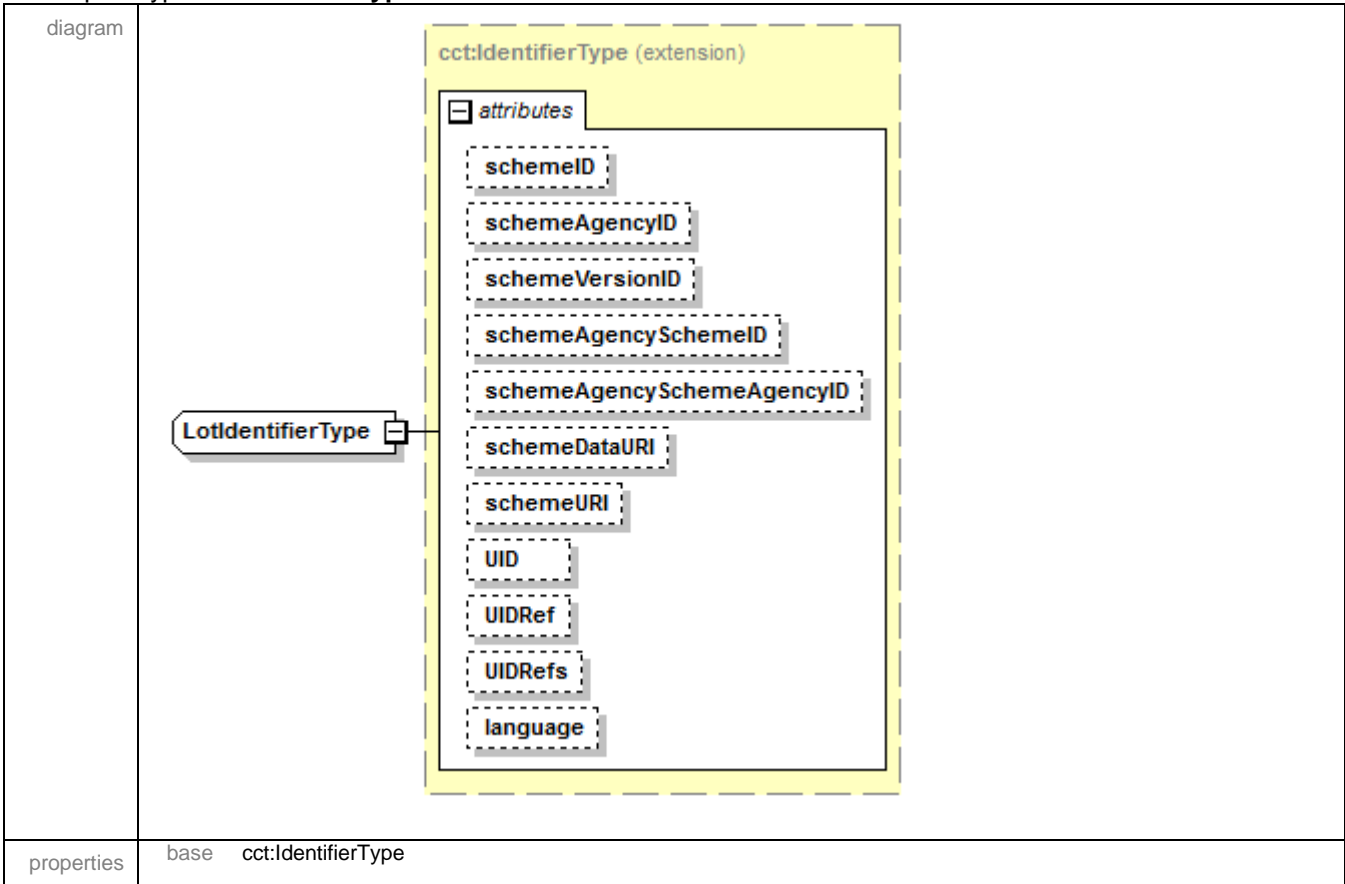 diagram
cct:IdentifierType (extension)
attributes
schemeID
schemeAgencyID
schemeVersionID
schemeAgencySchemeID
schemeAgencySchemeAgencyID
LotIdentifierType
schemeDataURI
schemeURI
UID
UIDRef
UIDRefs
language
properties
base cct:IdentifierType